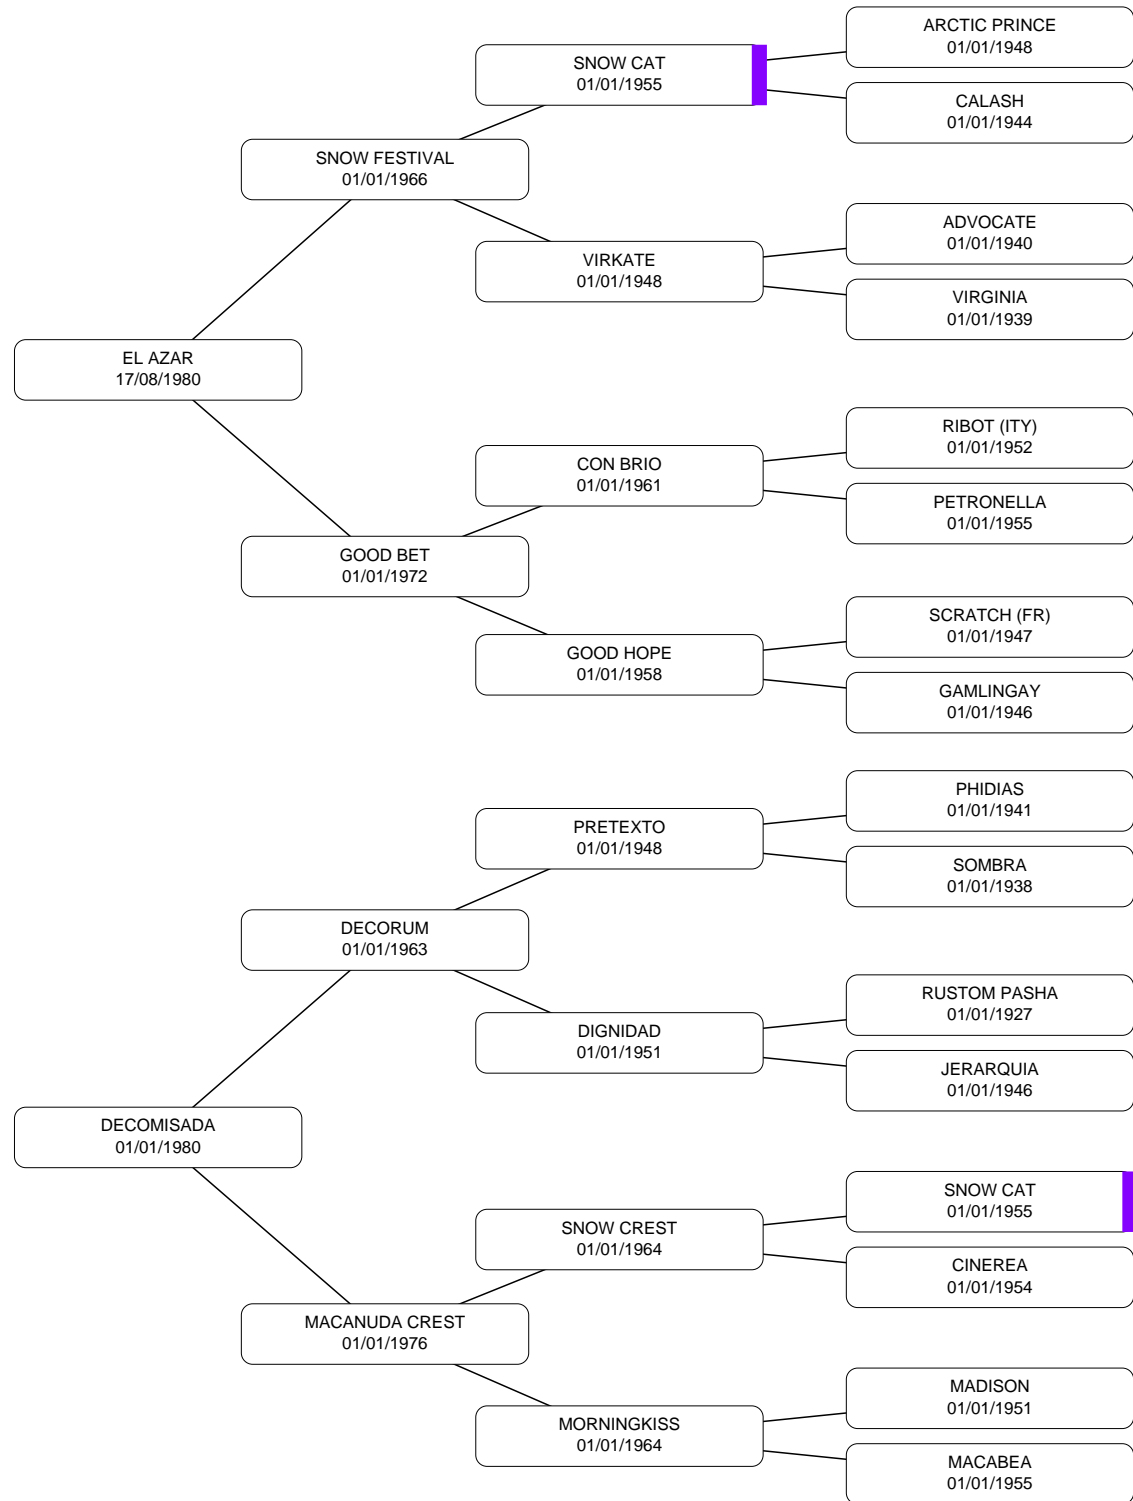 ARCTIC PRINCE
01/01/1948
SNOW CAT
01/01/1955
CALASH
01/01/1944
SNOW FESTIVAL
01/01/1966
ADVOCATE
01/01/1940
VIRKATE
01/01/1948
VIRGINIA
01/01/1939
EL AZAR
17/08/1980
RIBOT (ITY)
01/01/1952
CON BRIO
01/01/1961
PETRONELLA
01/01/1955
GOOD BET
01/01/1972
SCRATCH (FR)
01/01/1947
GOOD HOPE
01/01/1958
GAMLINGAY
01/01/1946
PHIDIAS
01/01/1941
PRETEXTO
01/01/1948
SOMBRA
01/01/1938
DECORUM
01/01/1963
RUSTOM PASHA
01/01/1927
DIGNIDAD
01/01/1951
JERARQUIA
01/01/1946
DECOMISADA
01/01/1980
SNOW CAT
01/01/1955
SNOW CREST
01/01/1964
CINEREA
01/01/1954
MACANUDA CREST
01/01/1976
MADISON
01/01/1951
MORNINGKISS
01/01/1964
MACABEA
01/01/1955